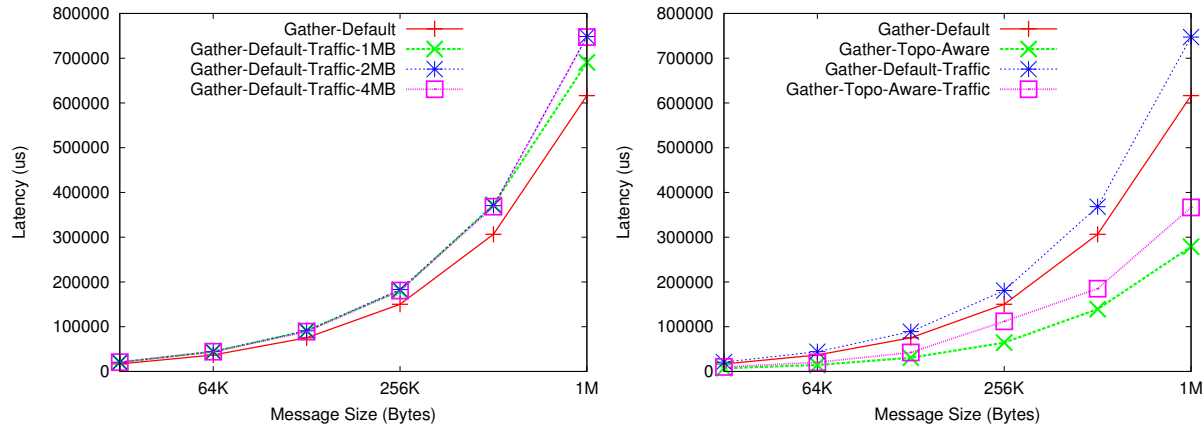 800000
700000
600000
500000
400000
300000
200000
100000
0
Latency (us)
Gather-Default
Gather-Default-Traffic-1MB
Gather-Default-Traffic-2MB
Gather-Default-Traffic-4MB
64K
256K
1M
Message Size (Bytes)
800000
700000
600000
500000
400000
300000
200000
100000
0
Latency (us)
Gather-Default
Gather-Topo-Aware
Gather-Default-Traffic
Gather-Topo-Aware-Traffic
64K
256K
1M
Message Size (Bytes)